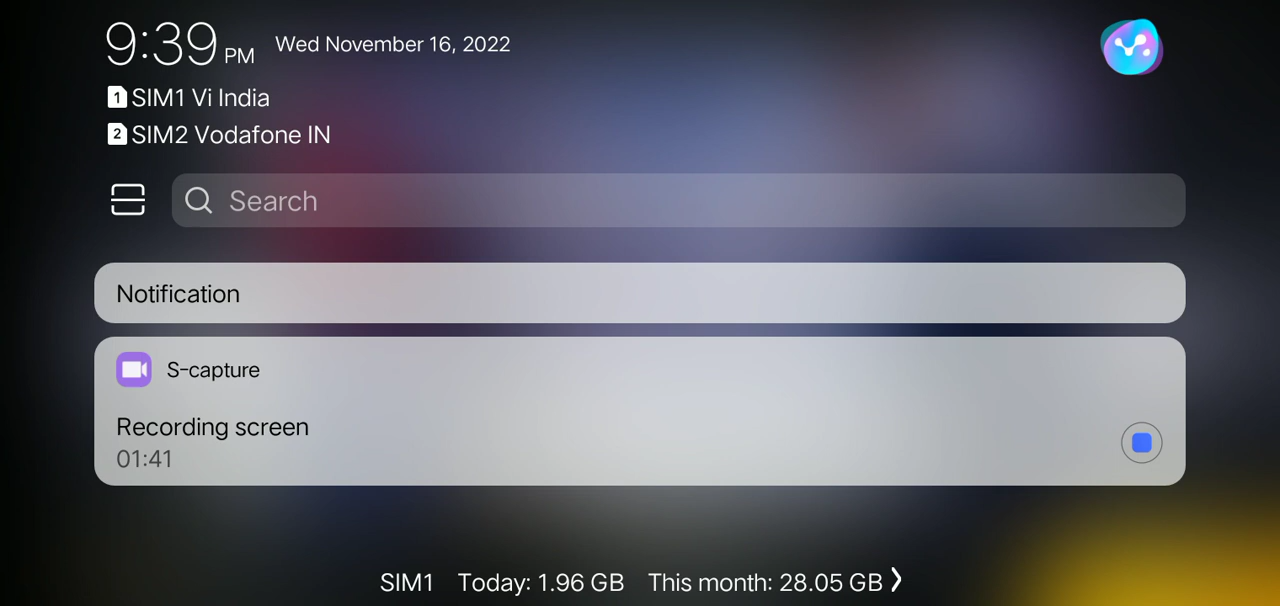 9:39 PM Wed November 16, 2022
1 SIM1 Vi India
2 SIM2 Vodafone IN
Search
Notification
S-capture
Recording screen
01:41
SIM1 Today: 1.96 GB This month: 28.05 GB